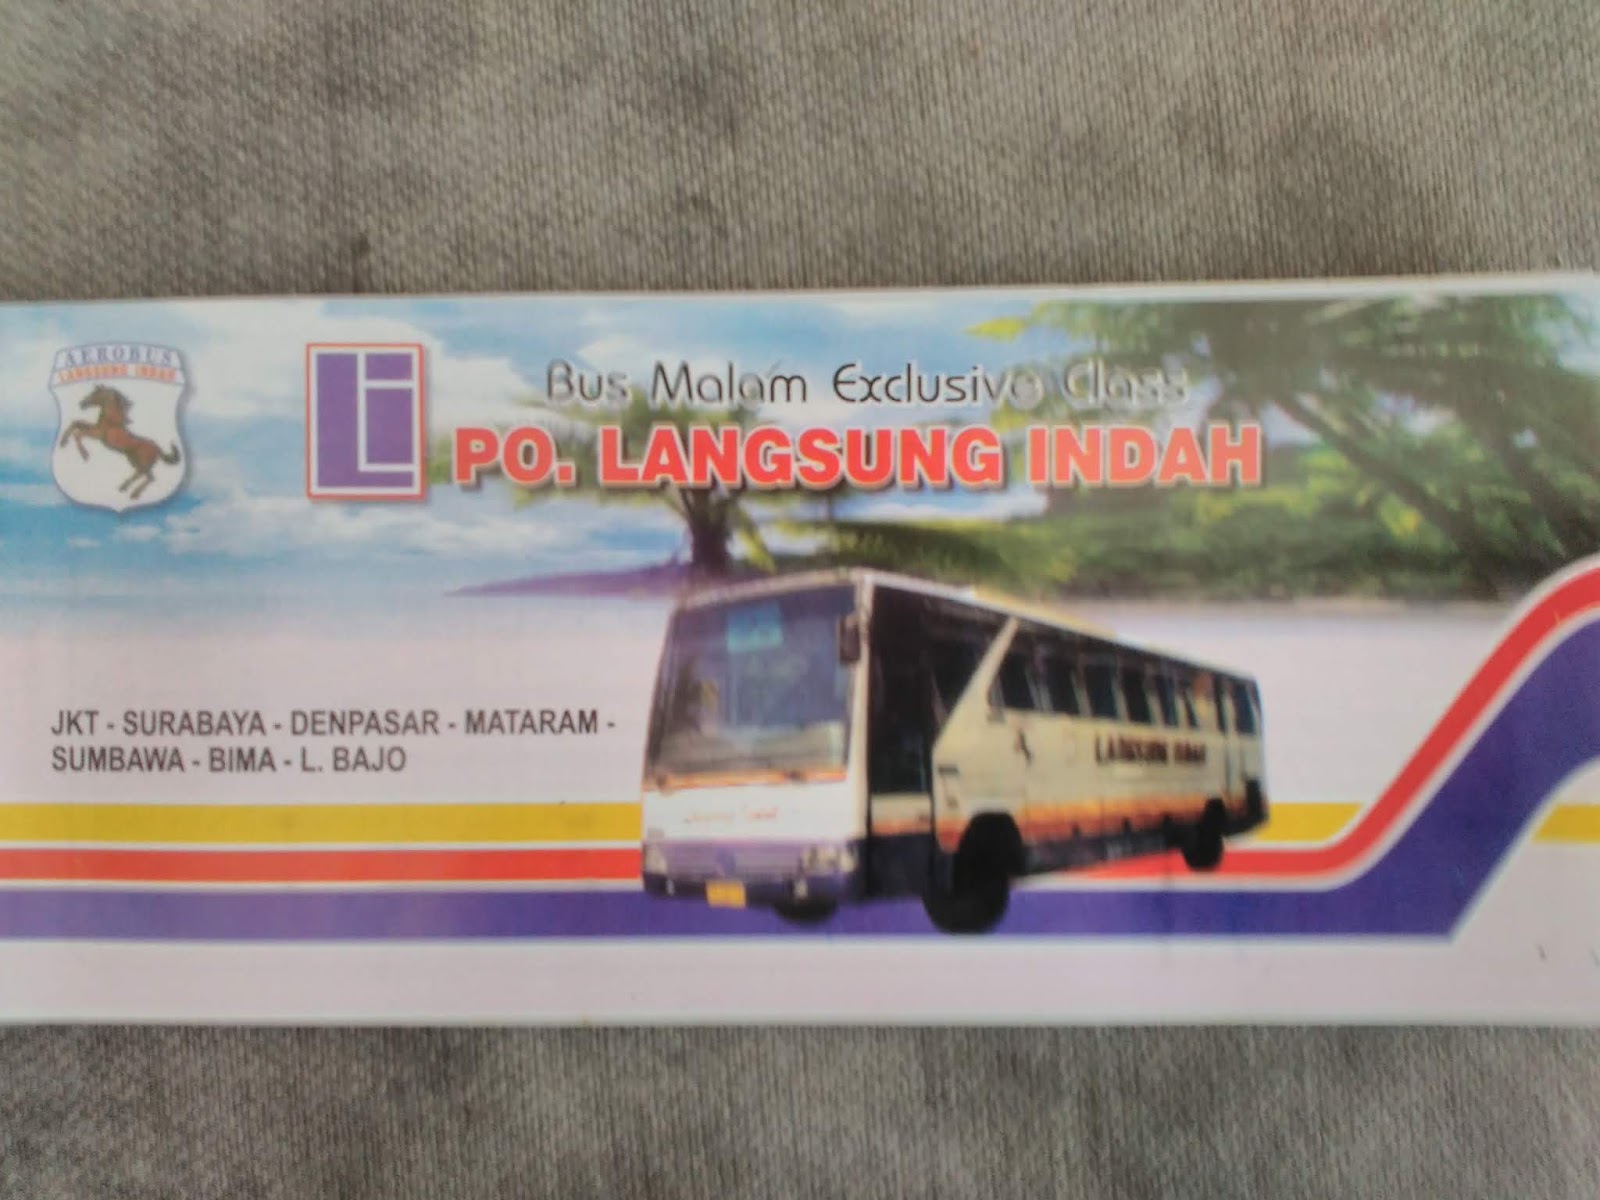 AEROBUS
LANGSUNG INDAH
Li
Bus Malam Exclusive Class
PO. LANGSUNG INDAH
JKT - SURABAYA - DENPASAR - MATARAM -
SUMBAWA - BIMA - L. BAJO
LANGSUNG INDAH